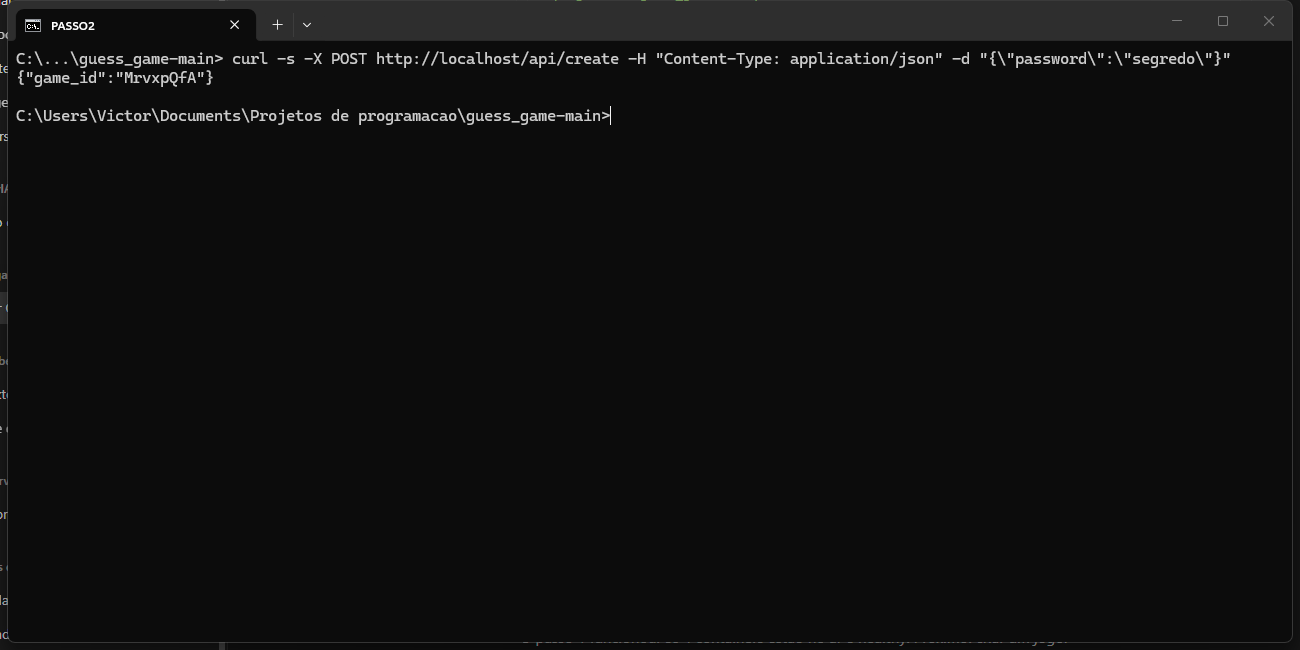 PASSO2
C:\...\guess_game-main> curl -s -X POST http://localhost/api/create -H "Content-Type: application/json" -d "{\"password\":\"segredo\"}"
{"game_id":"MrvxpQfA"}
C:\Users\Victor\Documents\Projetos de programacao\guess_game-main>